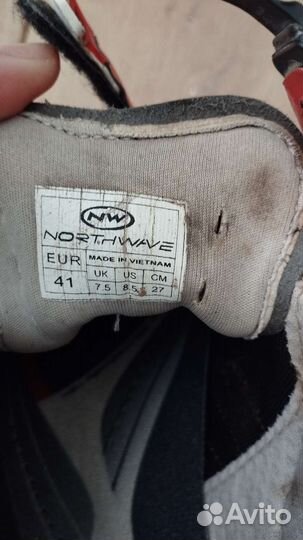 NW
NORTHWAVE
EUR MADE IN VIETNAM
41 UK US CM
7.5 8.5 27
Avito